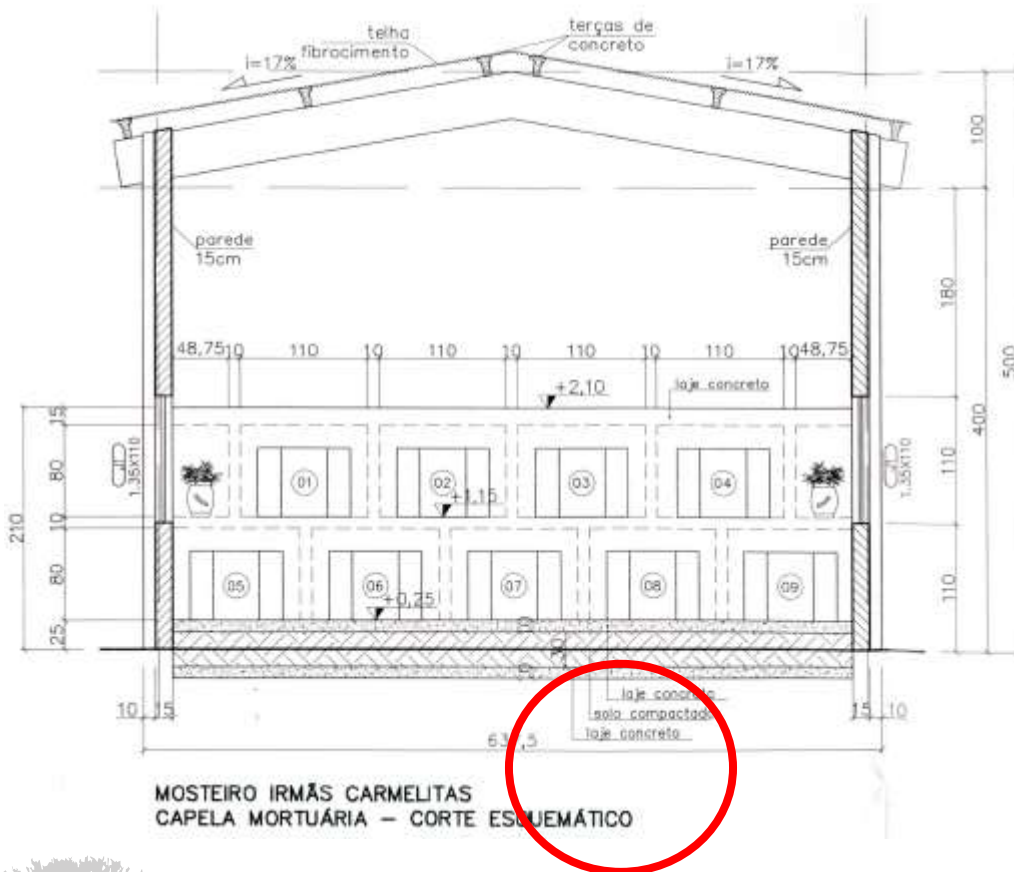 telha
fibrocimento
terças de
concreto
i=17%
i=17%
100
parede
15cm
parede
15cm
180
500
400
48,75 10 110 10 110 10 110 10 110 10 48,75
+2,10
laje concreto
15
1.35X110
80
01
02
03
04
1.35X110
110
+1,15
210
10
80
05
06
07
08
09
110
+0,25
25
10
laje concreto
10 15
solo compactado
15 10
laje concreto
MOSTEIRO IRMÃS CARMELITAS
CAPELA MORTUÁRIA – CORTE ESQUEMÁTICO